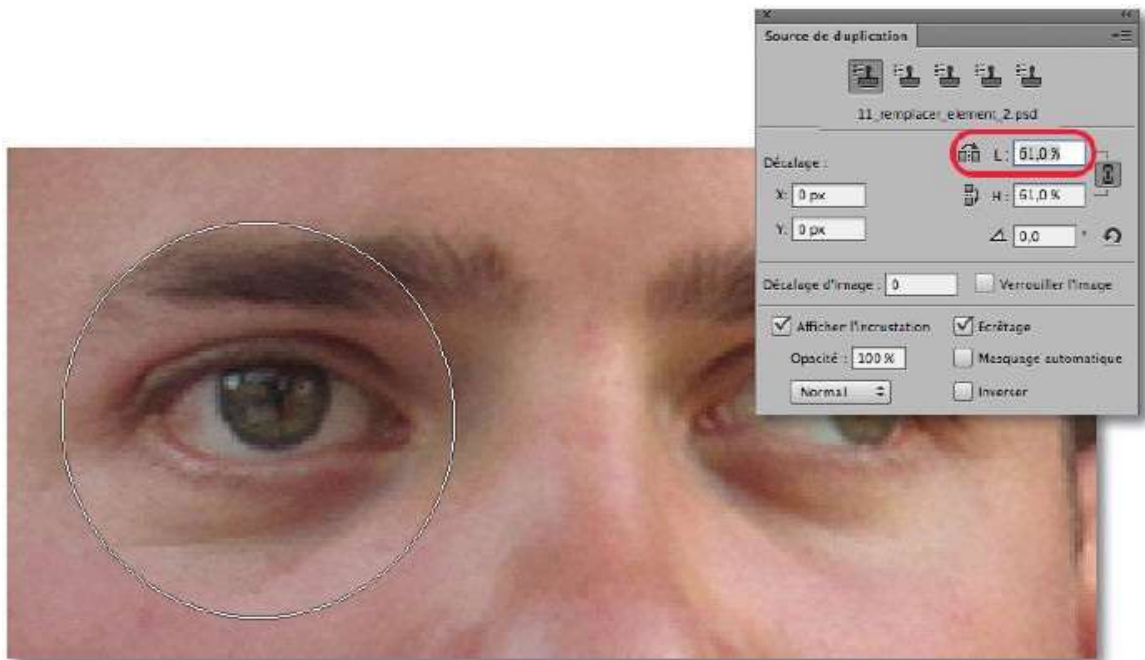 Source de duplication
11_remplacer_element_2.psd
Décalage :
L : 61,0 %
X: 0 px
H : 61,0 %
Y: 0 px
0,0 °
Décalage d'image : 0
Verrouiller l'image
Afficher l'incrustation
Ecrêtage
Opacité : 100 %
Masquage automatique
Normal
Inverser